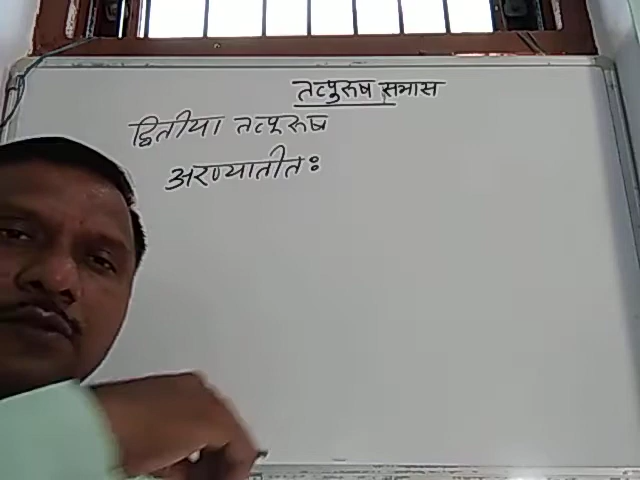 तत्पुरुष समास
द्वितीया तत्पुरुष
अरण्यातीतः